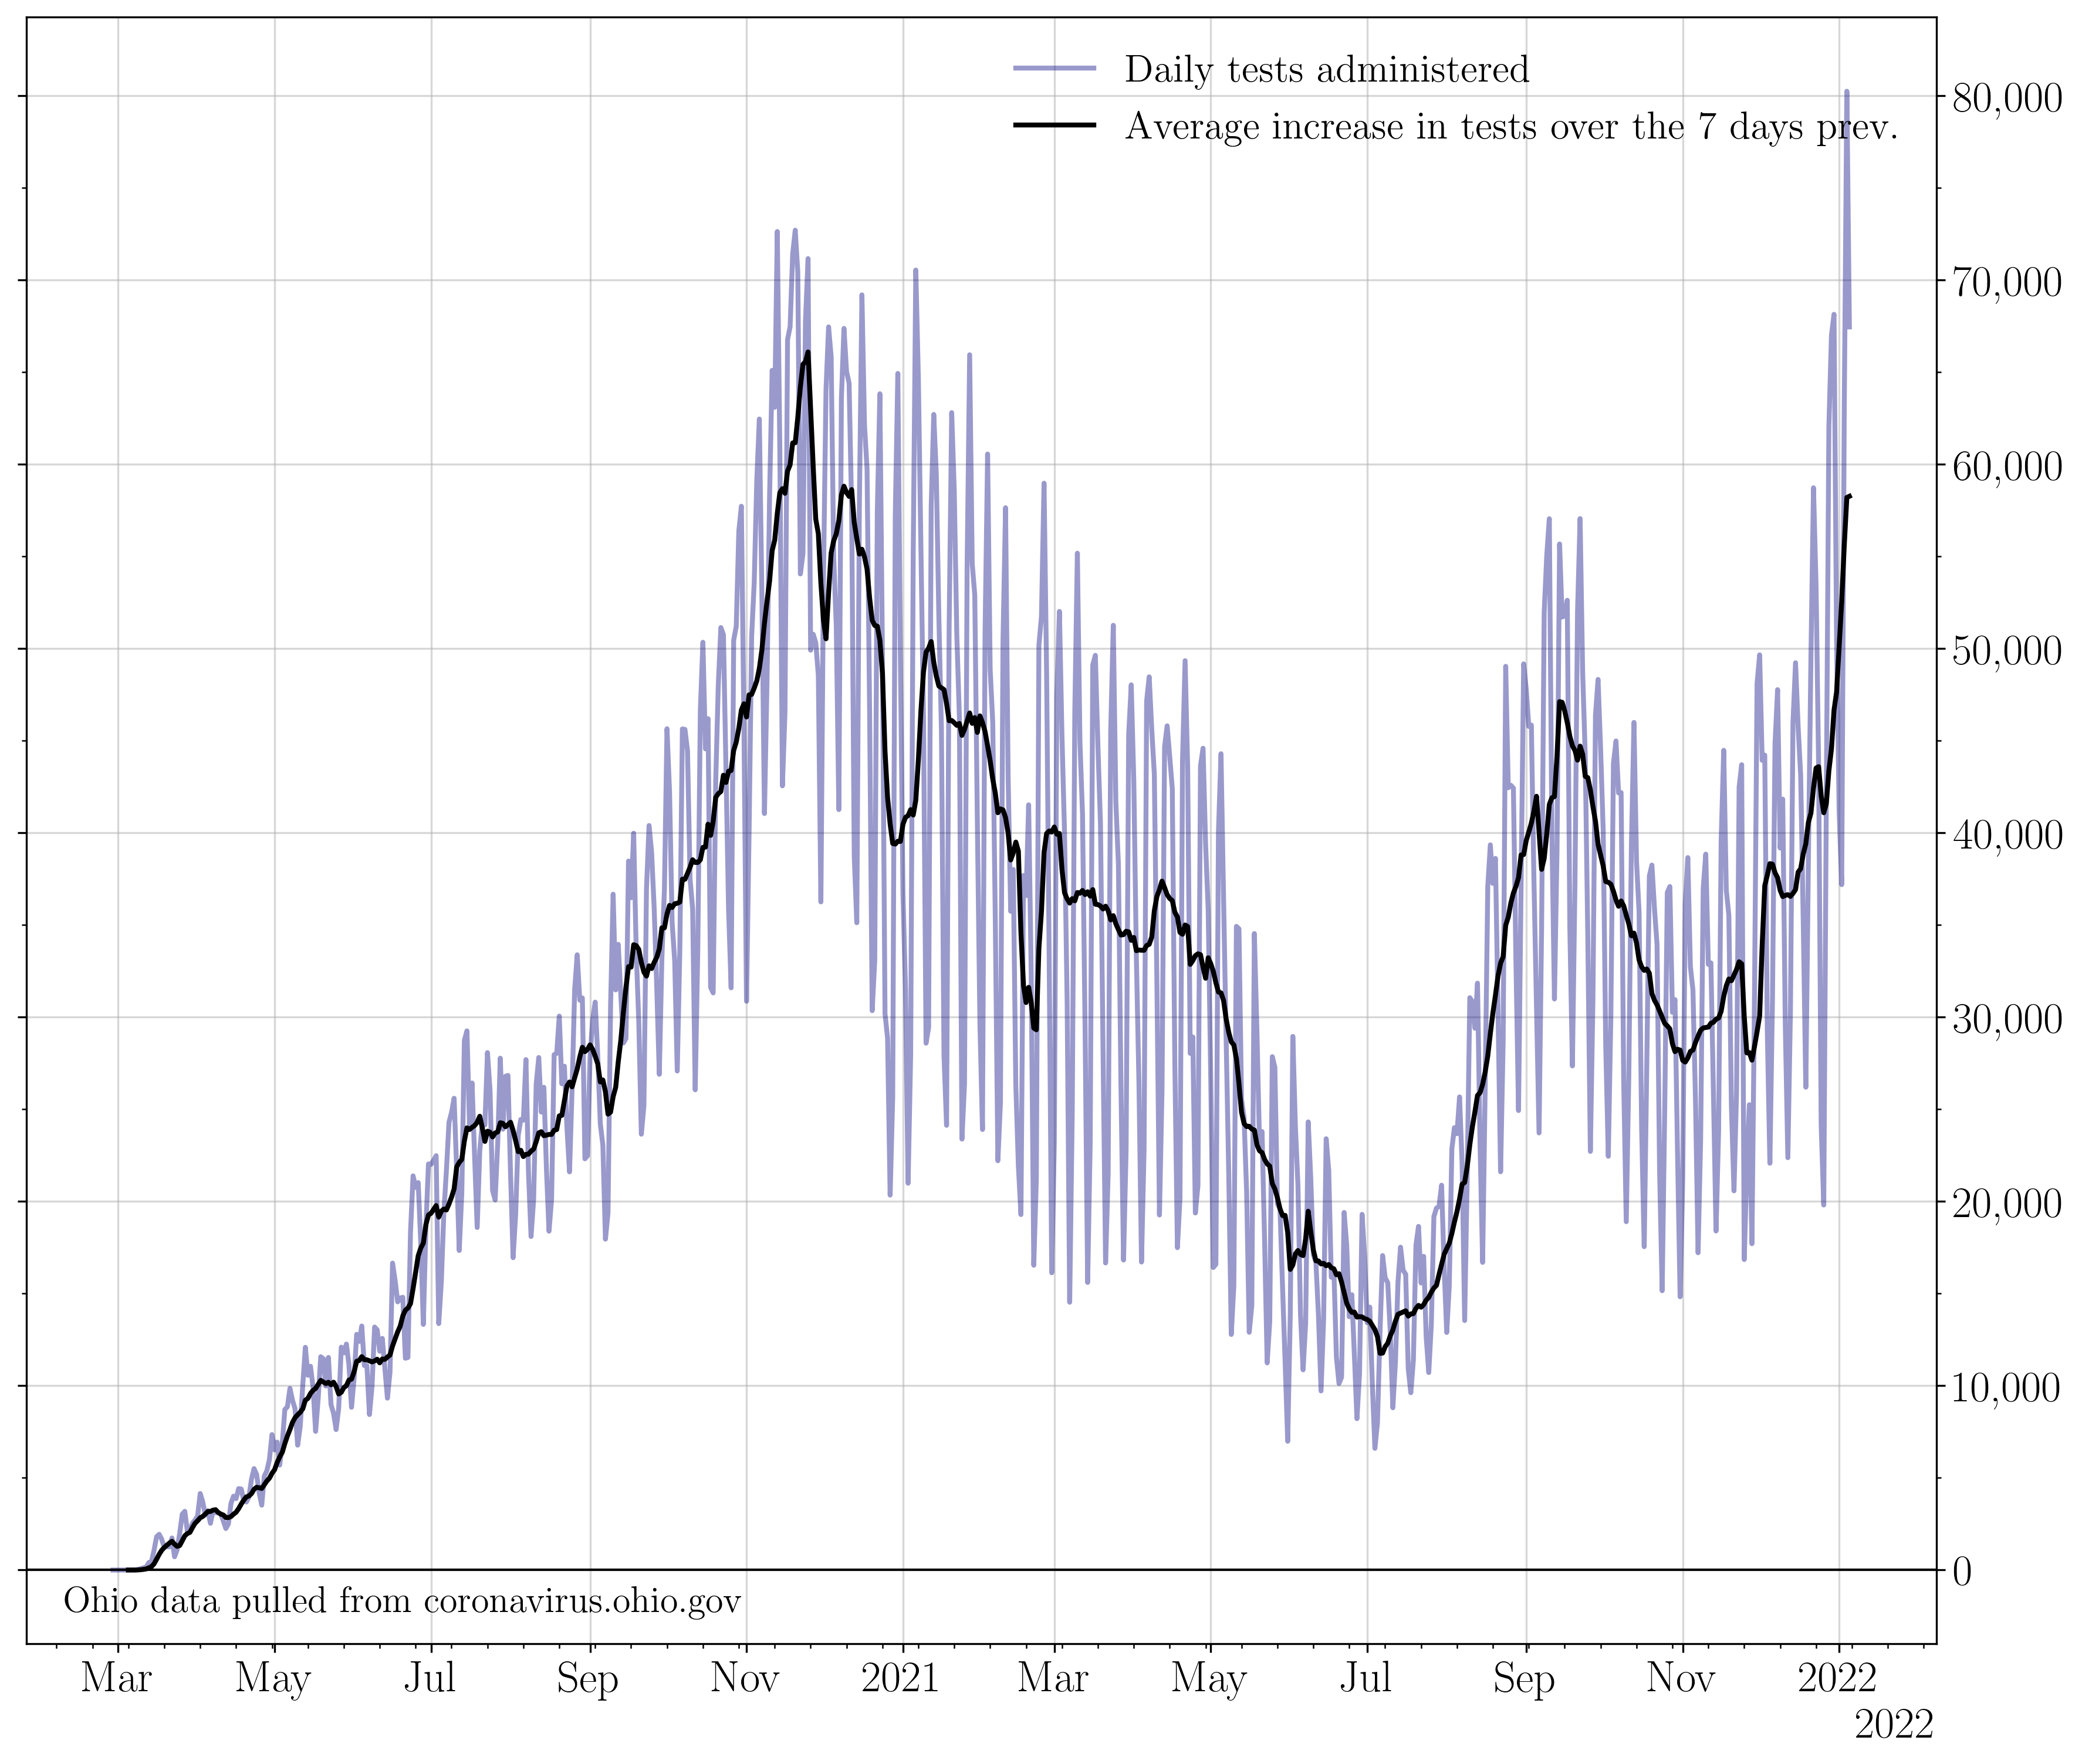 Daily tests administered
Average increase in tests over the 7 days prev.
80,000
70,000
60,000
50,000
40,000
30,000
20,000
10,000
0
Ohio data pulled from coronavirus.ohio.gov
Mar May Jul Sep Nov 2021 Mar May Jul Sep Nov 2022
2022